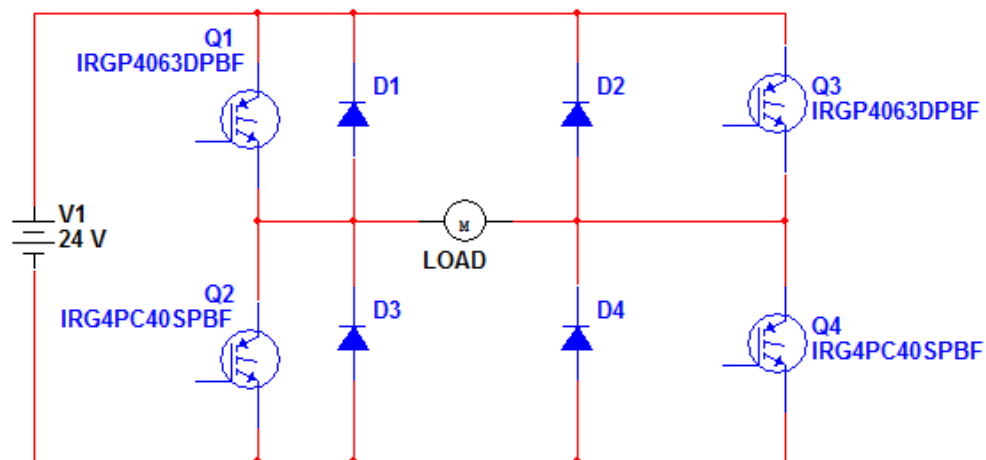 Q1
IRGP4063DPBF
D1
D2
Q3
IRGP4063DPBF
V1
24 V
M
LOAD
Q2
IRG4PC40SPBF
D3
D4
Q4
IRG4PC40SPBF